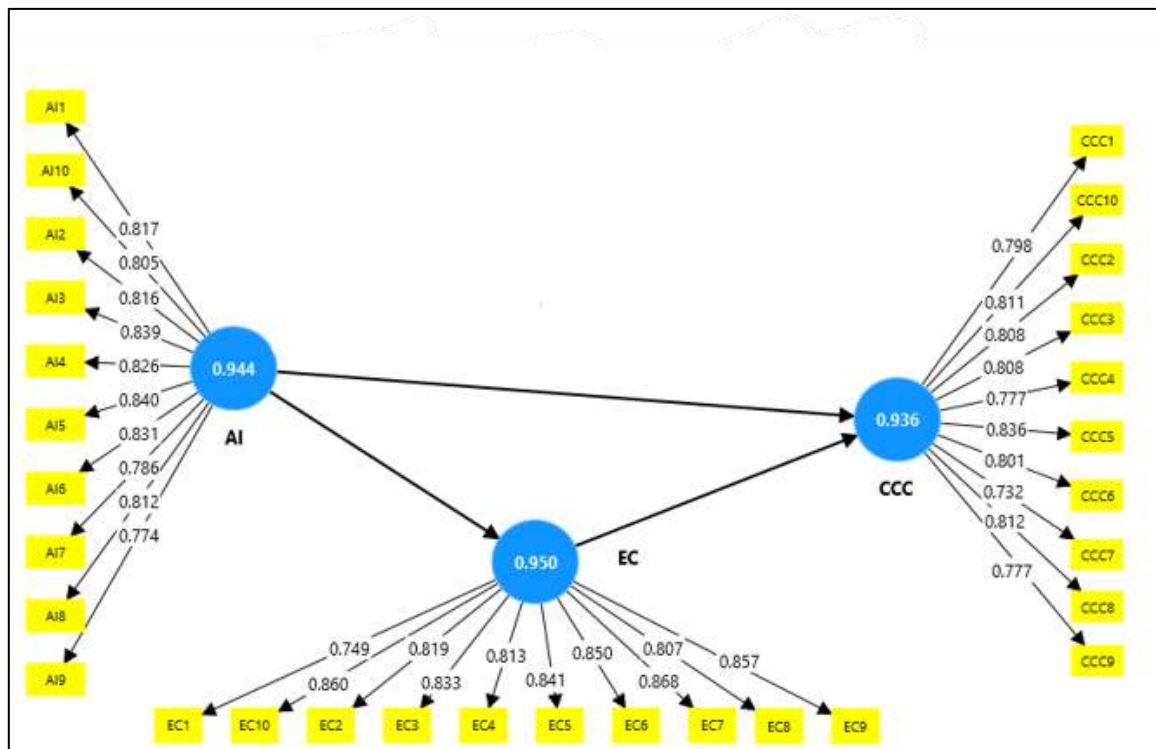 AI1
AI10
AI2
AI3
AI4
AI5
AI6
AI7
AI8
AI9
0.817
0.805
0.816
0.839
0.826
0.840
0.831
0.786
0.812
0.774
0.944
AI
CCC1
CCC10
CCC2
CCC3
CCC4
CCC5
CCC6
CCC7
CCC8
CCC9
0.798
0.811
0.808
0.808
0.777
0.836
0.801
0.732
0.812
0.777
0.936
CCC
0.950
EC
0.749
0.860
0.819
0.833
0.813
0.841
0.850
0.868
0.807
0.857
EC1
EC10
EC2
EC3
EC4
EC5
EC6
EC7
EC8
EC9